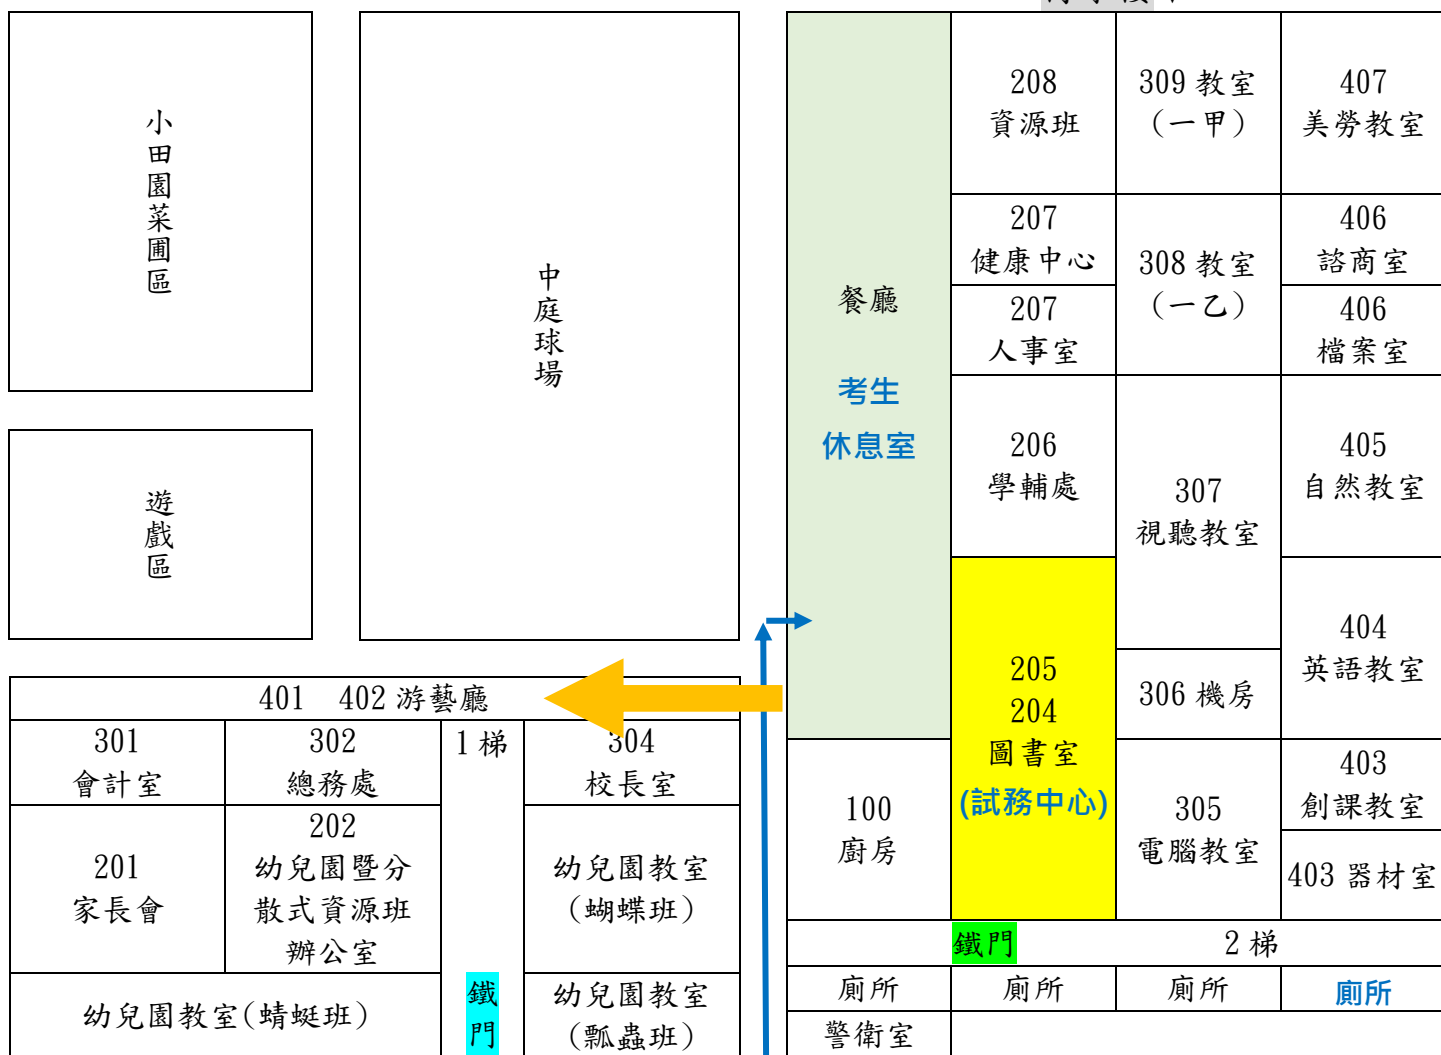 小田園菜圃區
中庭球場
遊戲區
餐廳
考生
休息室
208
資源班
309 教室
(一甲)
407
美勞教室
207
健康中心
308 教室
(一乙)
406
諮商室
207
人事室
406
檔案室
206
學輔處
307
視聽教室
405
自然教室
205
204
圖書室
(試務中心)
404
英語教室
306 機房
100
廚房
305
電腦教室
403
創課教室
403 器材室
鐵門
2 梯
廁所
廁所
廁所
廁所
警衛室
401 402 游藝廳
301
會計室
302
總務處
1 梯
304
校長室
201
家長會
202
幼兒園暨分
散式資源班
辦公室
幼兒園教室
(蝴蝶班)
幼兒園教室(蜻蜓班)
鐵門
幼兒園教室
(瓢蟲班)